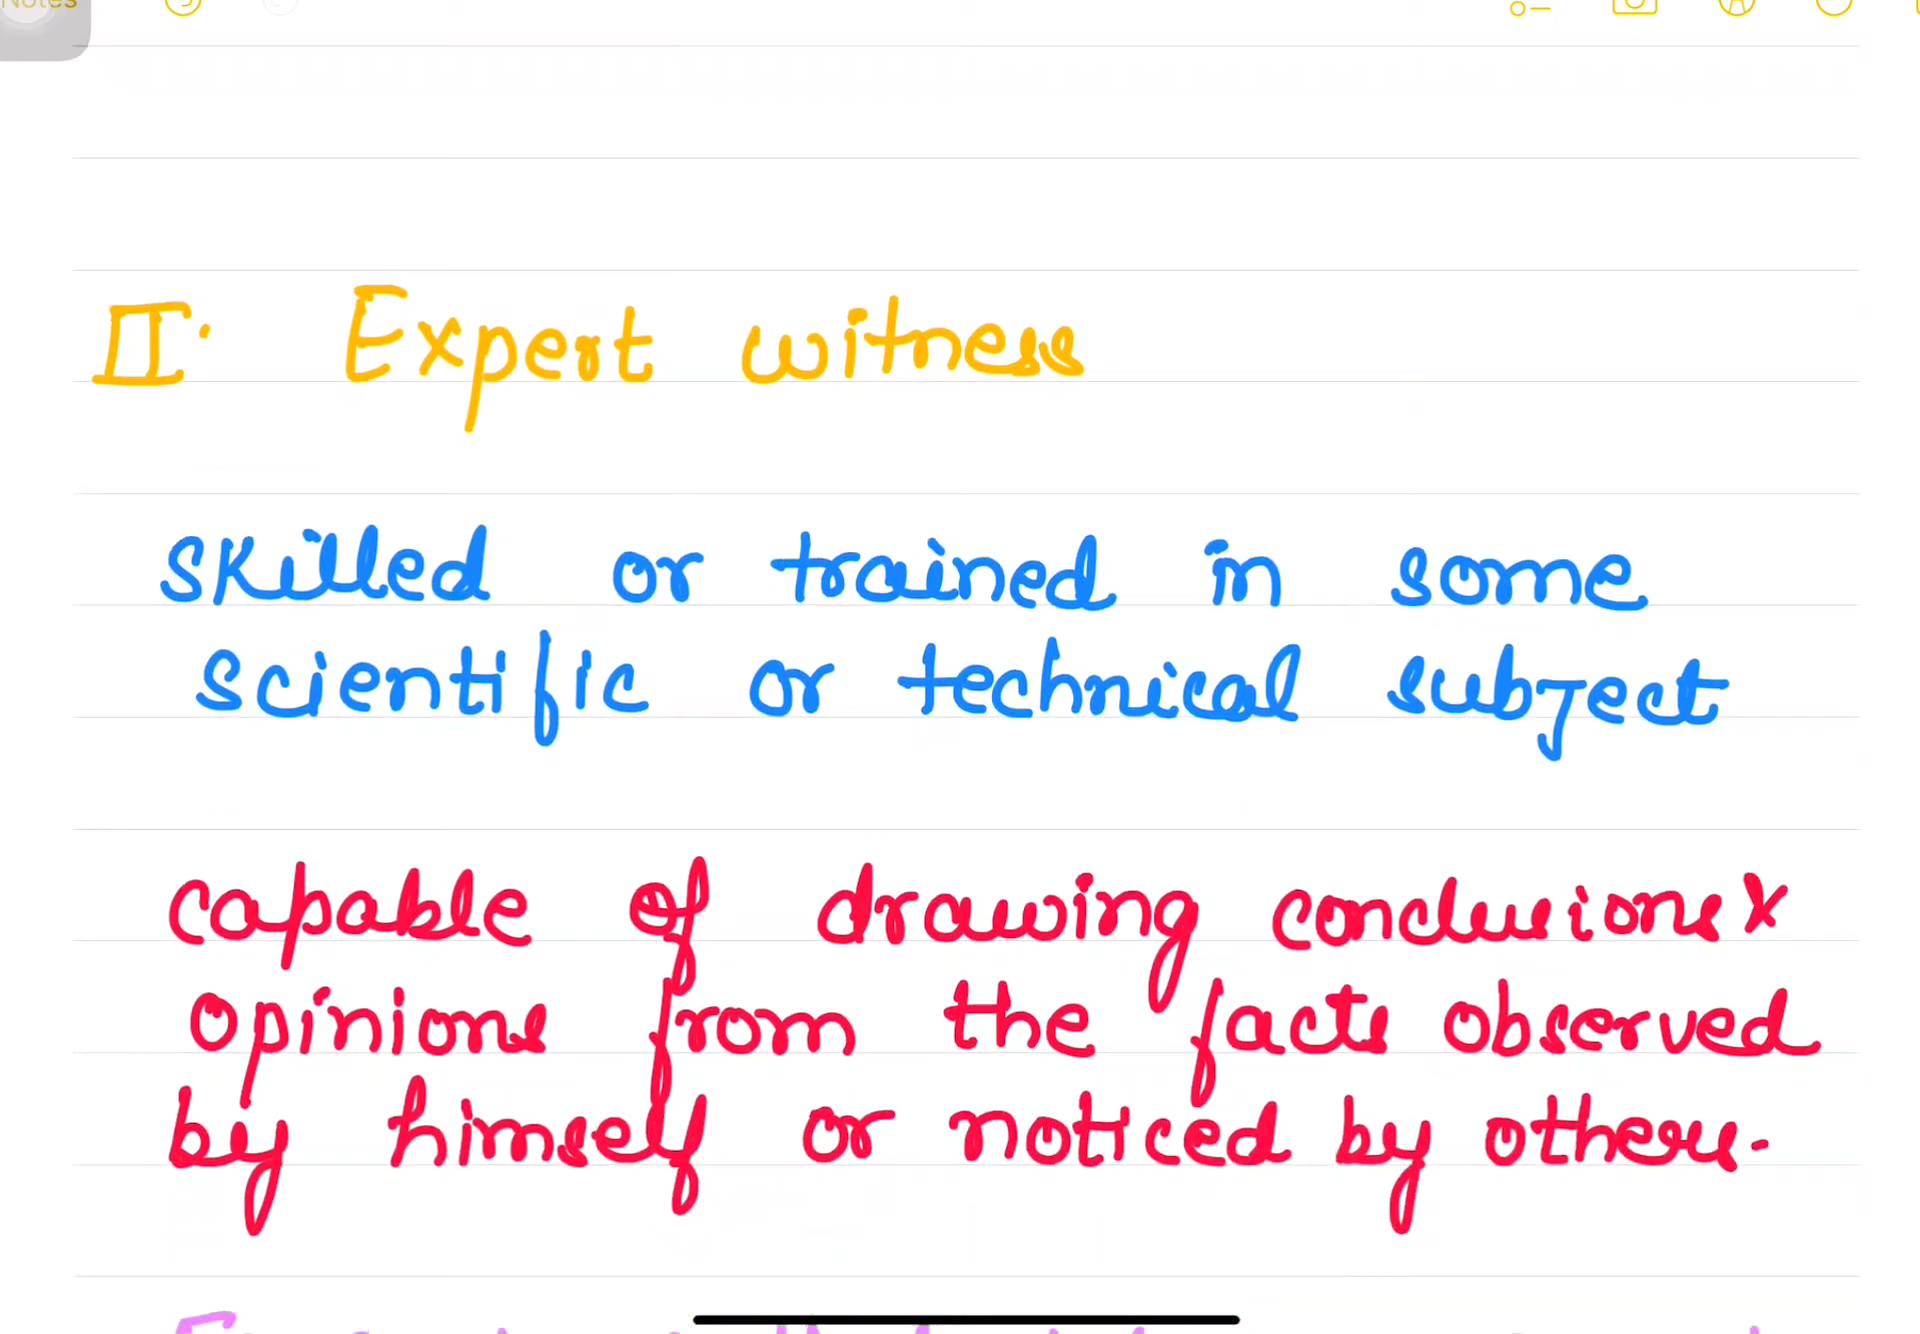 Notes
II. Expert witness
skilled or trained in some
scientific or technical subject
capable of drawing conclusions &
opinions from the facts observed
by himself or noticed by others.